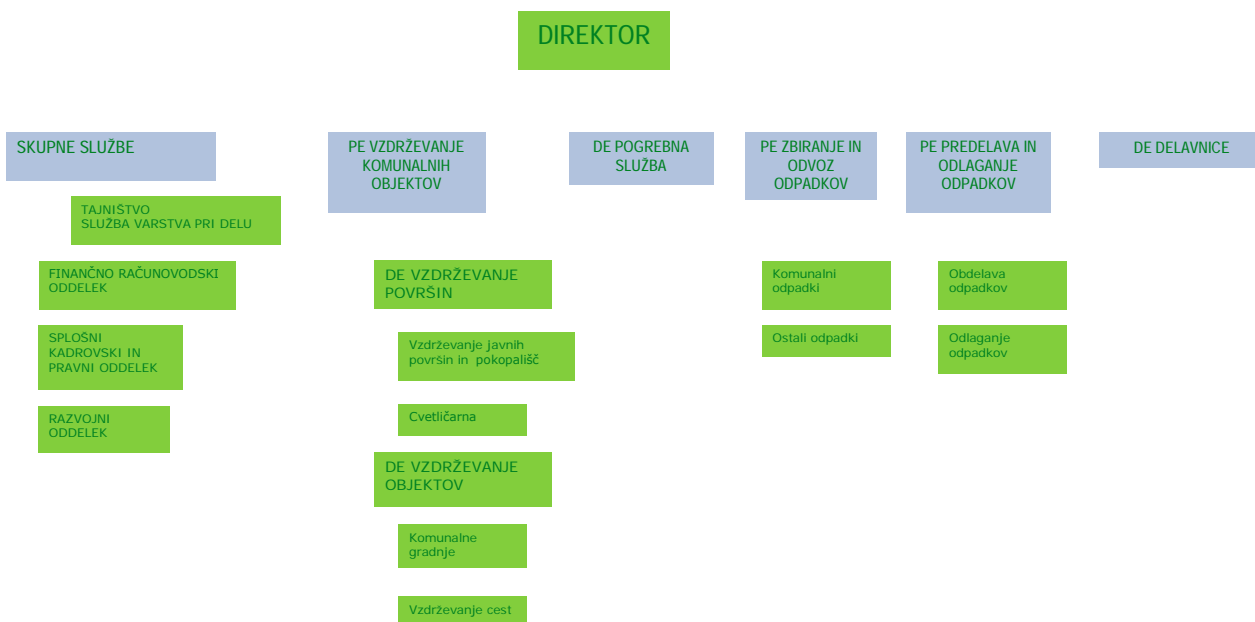 DIREKTOR
SKUPNE SLUŽBE
TAJNIŠTVO
SLUŽBA VARSTVA PRI DELU
FINANČNO RAČUNOVODSKI
ODDELEK
SPLOŠNI
KADROVSKI IN
PRAVNI ODDELEK
RAZVOJNI
ODDELEK
PE VZDRŽEVANJE
KOMUNALNIH
OBJEKTOV
DE VZDRŽEVANJE
POVRŠIN
Vzdrževanje javnih
površin in pokopališč
Cvetličarna
DE VZDRŽEVANJE
OBJEKTOV
Komunalne
gradnje
Vzdrževanje cest
DE POGREBNA
SLUŽBA
PE ZBIRANJE IN
ODVOZ
ODPADKOV
Komunalni
odpadki
Ostali odpadki
PE PREDELAVA IN
ODLAGANJE
ODPADKOV
Obdelava
odpadkov
Odlaganje
odpadkov
DE DELAVNICE